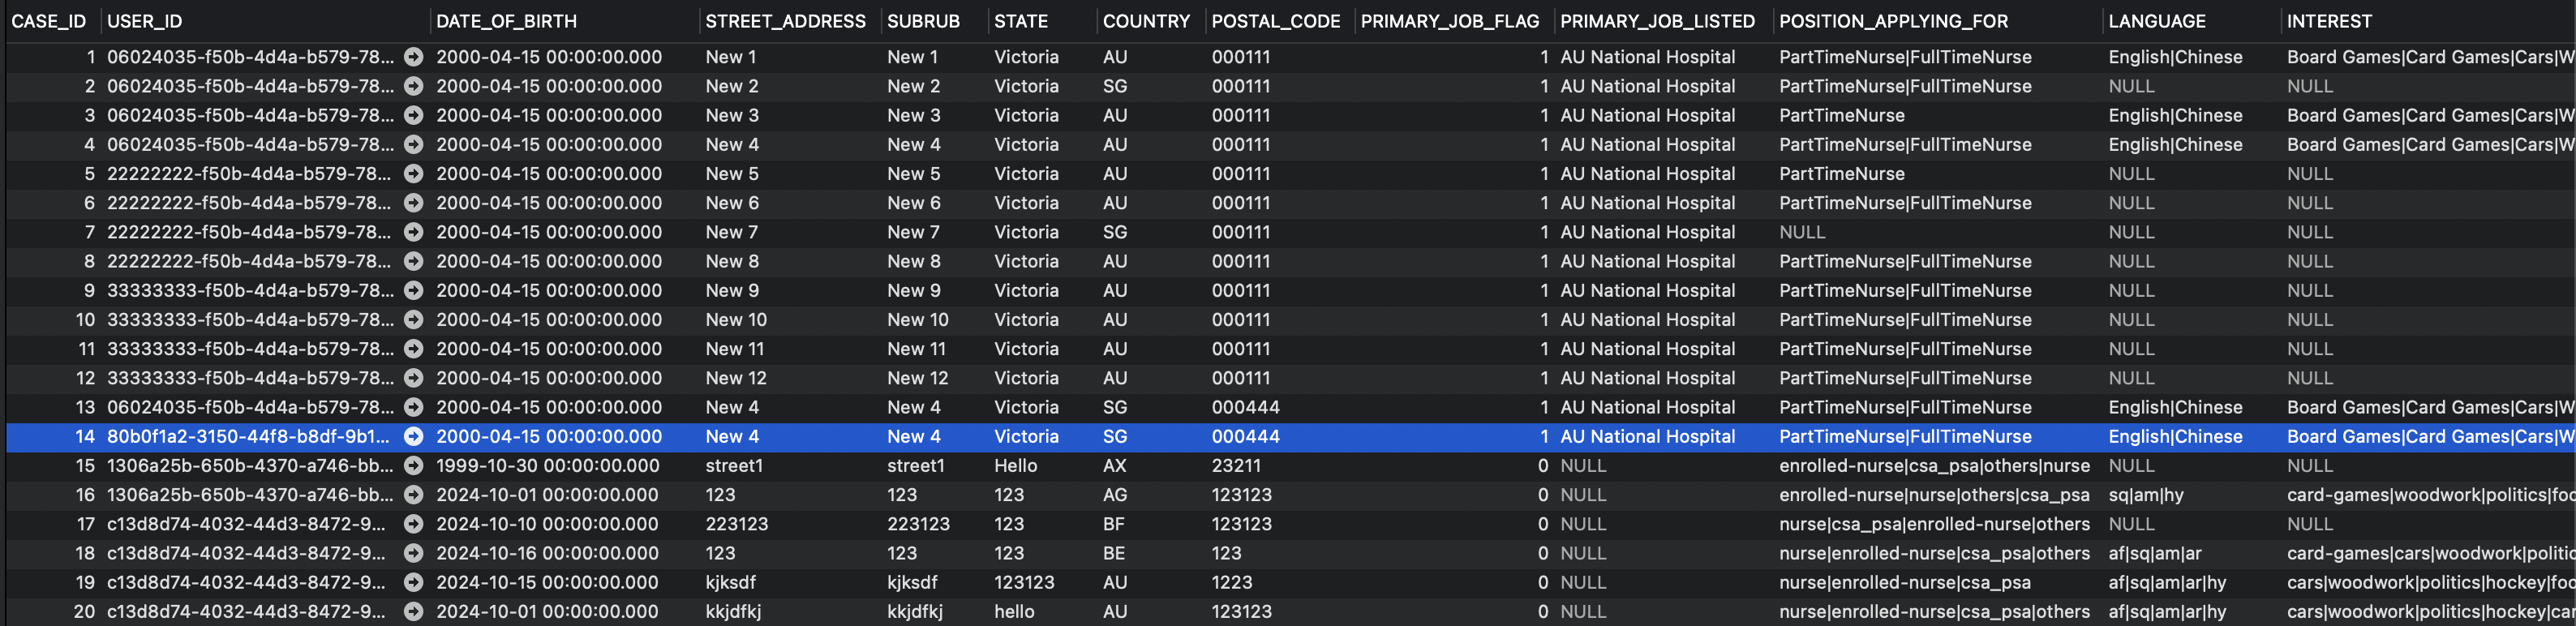 CASE_ID USER_ID DATE_OF_BIRTH STREET_ADDRESS SUBRUB STATE COUNTRY POSTAL_CODE PRIMARY_JOB_FLAG PRIMARY_JOB_LISTED POSITION_APPLYING_FOR LANGUAGE INTEREST
1 06024035-f50b-4d4a-b579-78... 2000-04-15 00:00:00.000 New 1 New 1 Victoria AU 000111 1 AU National Hospital PartTimeNurse|FullTimeNurse English|Chinese Board Games|Card Games|Cars|W
2 06024035-f50b-4d4a-b579-78... 2000-04-15 00:00:00.000 New 2 New 2 Victoria SG 000111 1 AU National Hospital PartTimeNurse|FullTimeNurse NULL NULL
3 06024035-f50b-4d4a-b579-78... 2000-04-15 00:00:00.000 New 3 New 3 Victoria AU 000111 1 AU National Hospital PartTimeNurse English|Chinese Board Games|Card Games|Cars|W
4 06024035-f50b-4d4a-b579-78... 2000-04-15 00:00:00.000 New 4 New 4 Victoria AU 000111 1 AU National Hospital PartTimeNurse|FullTimeNurse English|Chinese Board Games|Card Games|Cars|W
5 22222222-f50b-4d4a-b579-78... 2000-04-15 00:00:00.000 New 5 New 5 Victoria AU 000111 1 AU National Hospital PartTimeNurse NULL NULL
6 22222222-f50b-4d4a-b579-78... 2000-04-15 00:00:00.000 New 6 New 6 Victoria AU 000111 1 AU National Hospital PartTimeNurse|FullTimeNurse NULL NULL
7 22222222-f50b-4d4a-b579-78... 2000-04-15 00:00:00.000 New 7 New 7 Victoria SG 000111 1 AU National Hospital NULL NULL NULL
8 22222222-f50b-4d4a-b579-78... 2000-04-15 00:00:00.000 New 8 New 8 Victoria AU 000111 1 AU National Hospital PartTimeNurse|FullTimeNurse NULL NULL
9 33333333-f50b-4d4a-b579-78... 2000-04-15 00:00:00.000 New 9 New 9 Victoria AU 000111 1 AU National Hospital PartTimeNurse|FullTimeNurse NULL NULL
10 33333333-f50b-4d4a-b579-78... 2000-04-15 00:00:00.000 New 10 New 10 Victoria AU 000111 1 AU National Hospital PartTimeNurse|FullTimeNurse NULL NULL
11 33333333-f50b-4d4a-b579-78... 2000-04-15 00:00:00.000 New 11 New 11 Victoria AU 000111 1 AU National Hospital PartTimeNurse|FullTimeNurse NULL NULL
12 33333333-f50b-4d4a-b579-78... 2000-04-15 00:00:00.000 New 12 New 12 Victoria AU 000111 1 AU National Hospital PartTimeNurse|FullTimeNurse NULL NULL
13 06024035-f50b-4d4a-b579-78... 2000-04-15 00:00:00.000 New 4 New 4 Victoria SG 000444 1 AU National Hospital PartTimeNurse|FullTimeNurse English|Chinese Board Games|Card Games|Cars|W
14 80b0f1a2-3150-44f8-b8df-9b1... 2000-04-15 00:00:00.000 New 4 New 4 Victoria SG 000444 1 AU National Hospital PartTimeNurse|FullTimeNurse English|Chinese Board Games|Card Games|Cars|W
15 1306a25b-650b-4370-a746-bb... 1999-10-30 00:00:00.000 street1 street1 Hello AX 23211 0 NULL enrolled-nurse|csa_psa|others|nurse NULL NULL
16 1306a25b-650b-4370-a746-bb... 2024-10-01 00:00:00.000 123 123 123 AG 123123 0 NULL enrolled-nurse|nurse|others|csa_psa sq|am|hy card-games|woodwork|politics|foo
17 c13d8d74-4032-44d3-8472-9... 2024-10-10 00:00:00.000 223123 223123 123 BF 123123 0 NULL nurse|csa_psa|enrolled-nurse|others NULL NULL
18 c13d8d74-4032-44d3-8472-9... 2024-10-16 00:00:00.000 123 123 123 BE 123 0 NULL nurse|enrolled-nurse|csa_psa|others af|sq|am|ar card-games|cars|woodwork|politic
19 c13d8d74-4032-44d3-8472-9... 2024-10-15 00:00:00.000 kjksdf kjksdf 123123 AU 1223 0 NULL nurse|enrolled-nurse|csa_psa af|sq|am|ar|hy cars|woodwork|politics|hockey|foo
20 c13d8d74-4032-44d3-8472-9... 2024-10-01 00:00:00.000 kkjdfkj kkjdfkj hello AU 123123 0 NULL nurse|enrolled-nurse|csa_psa|others af|sq|am|ar|hy cars|woodwork|politics|hockey|car